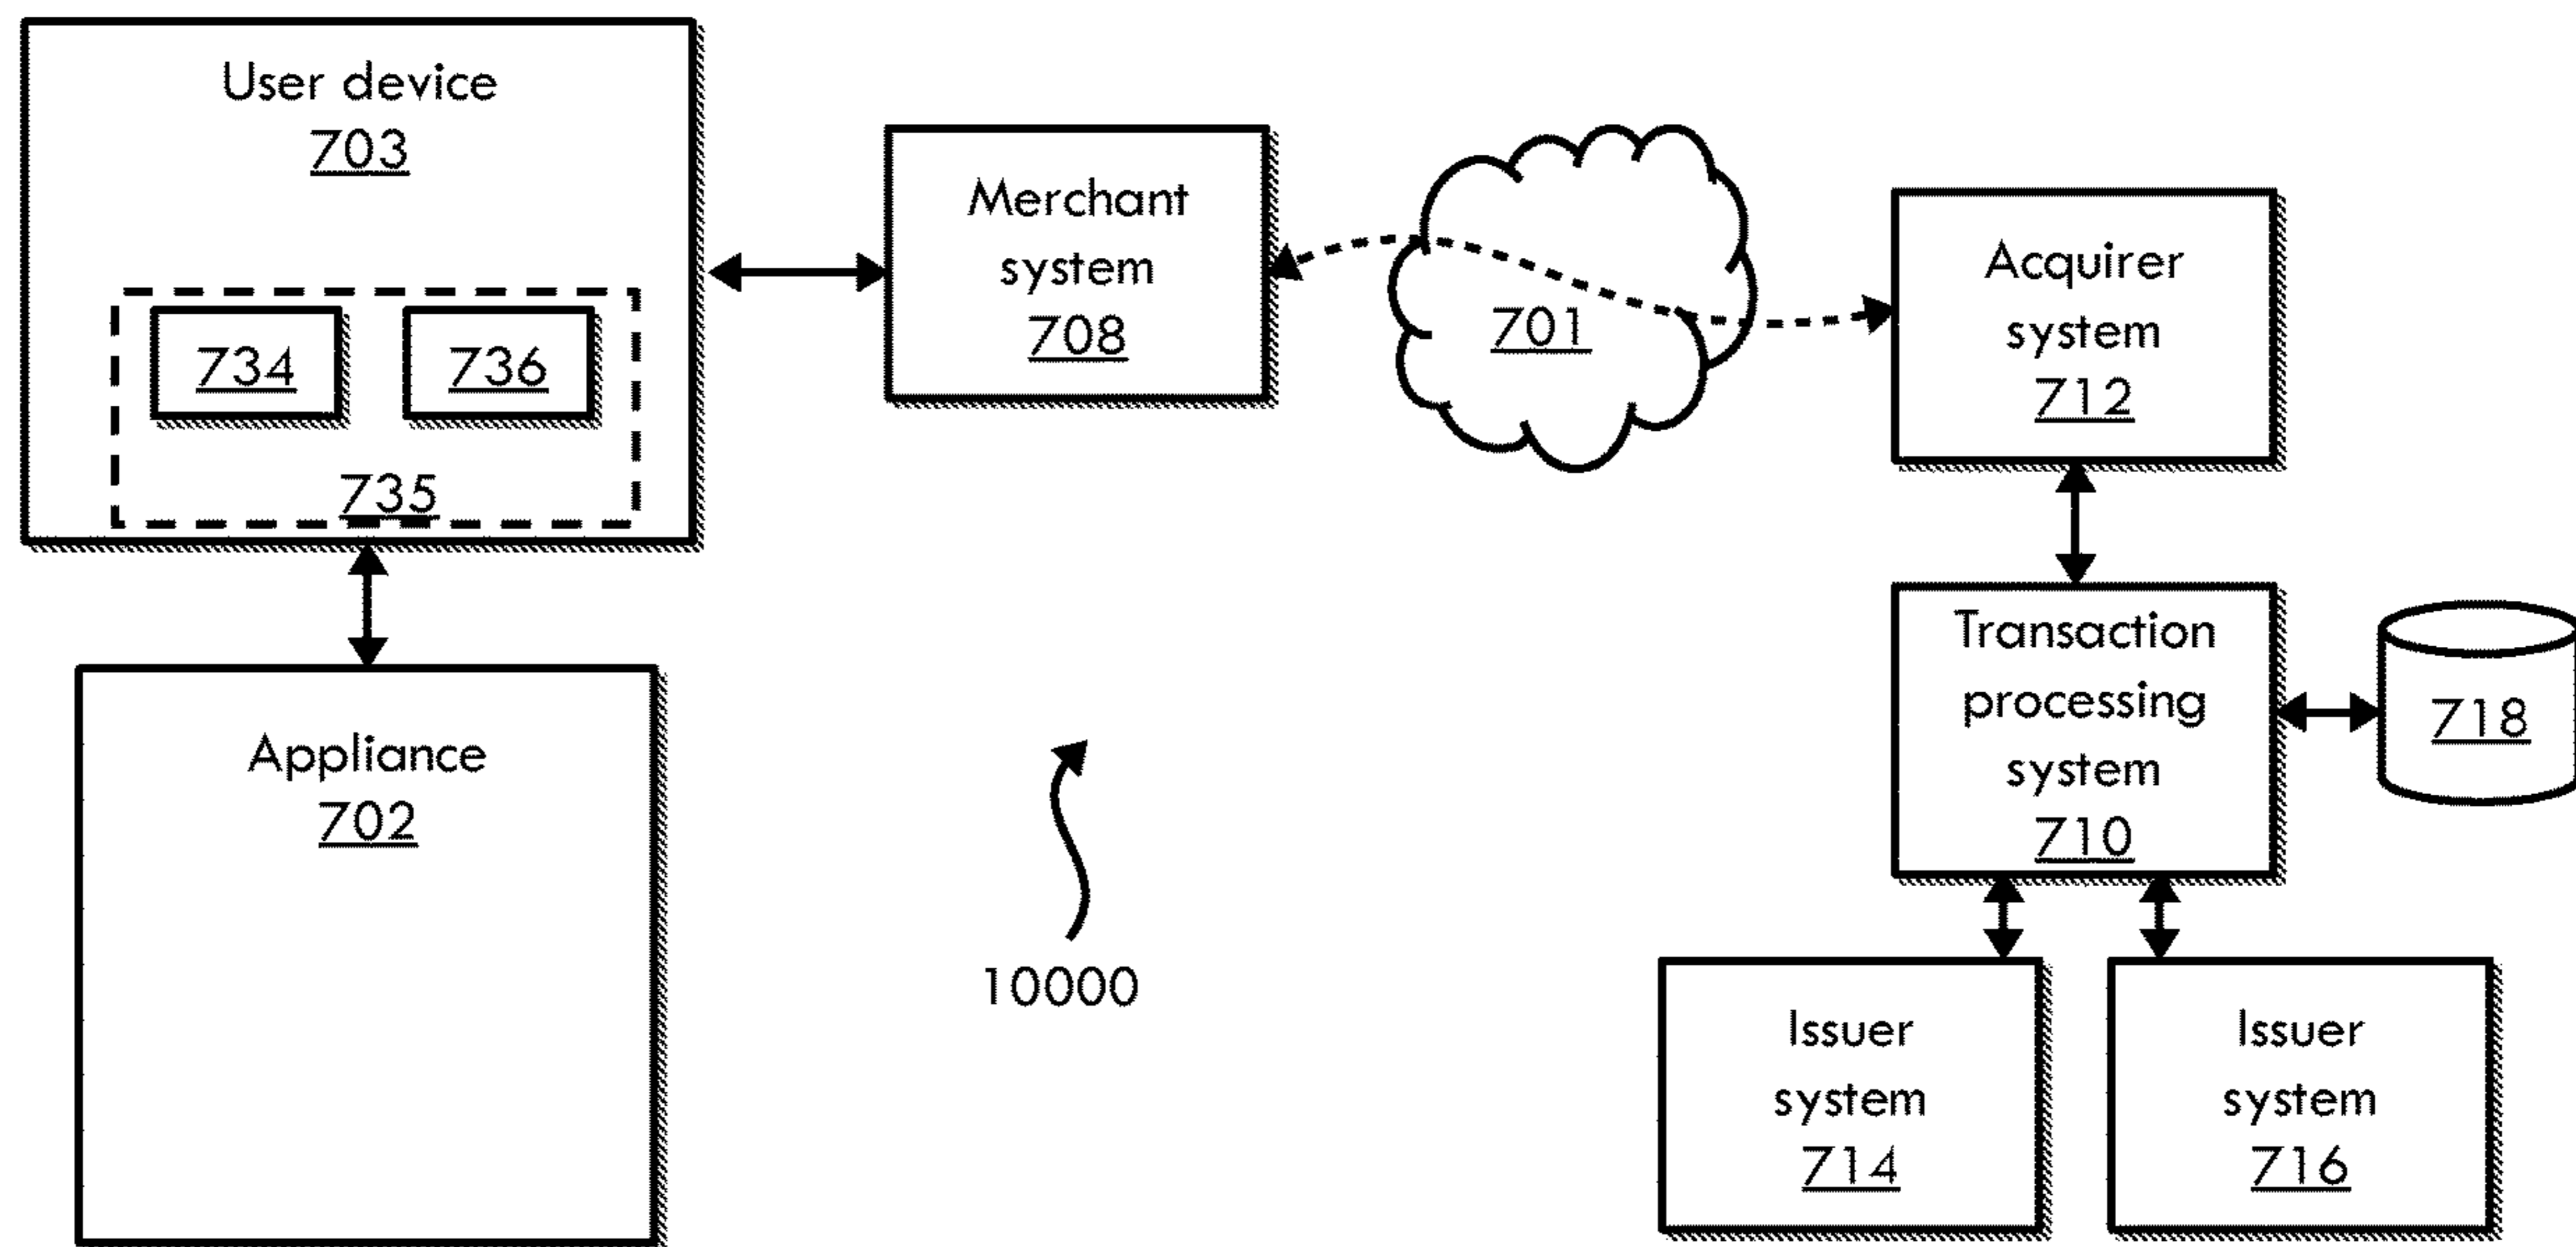 User device
703
734
736
735
Merchant
system
708
701
Acquirer
system
712
Transaction
processing
system
710
718
Appliance
702
10000
Issuer
system
714
Issuer
system
716